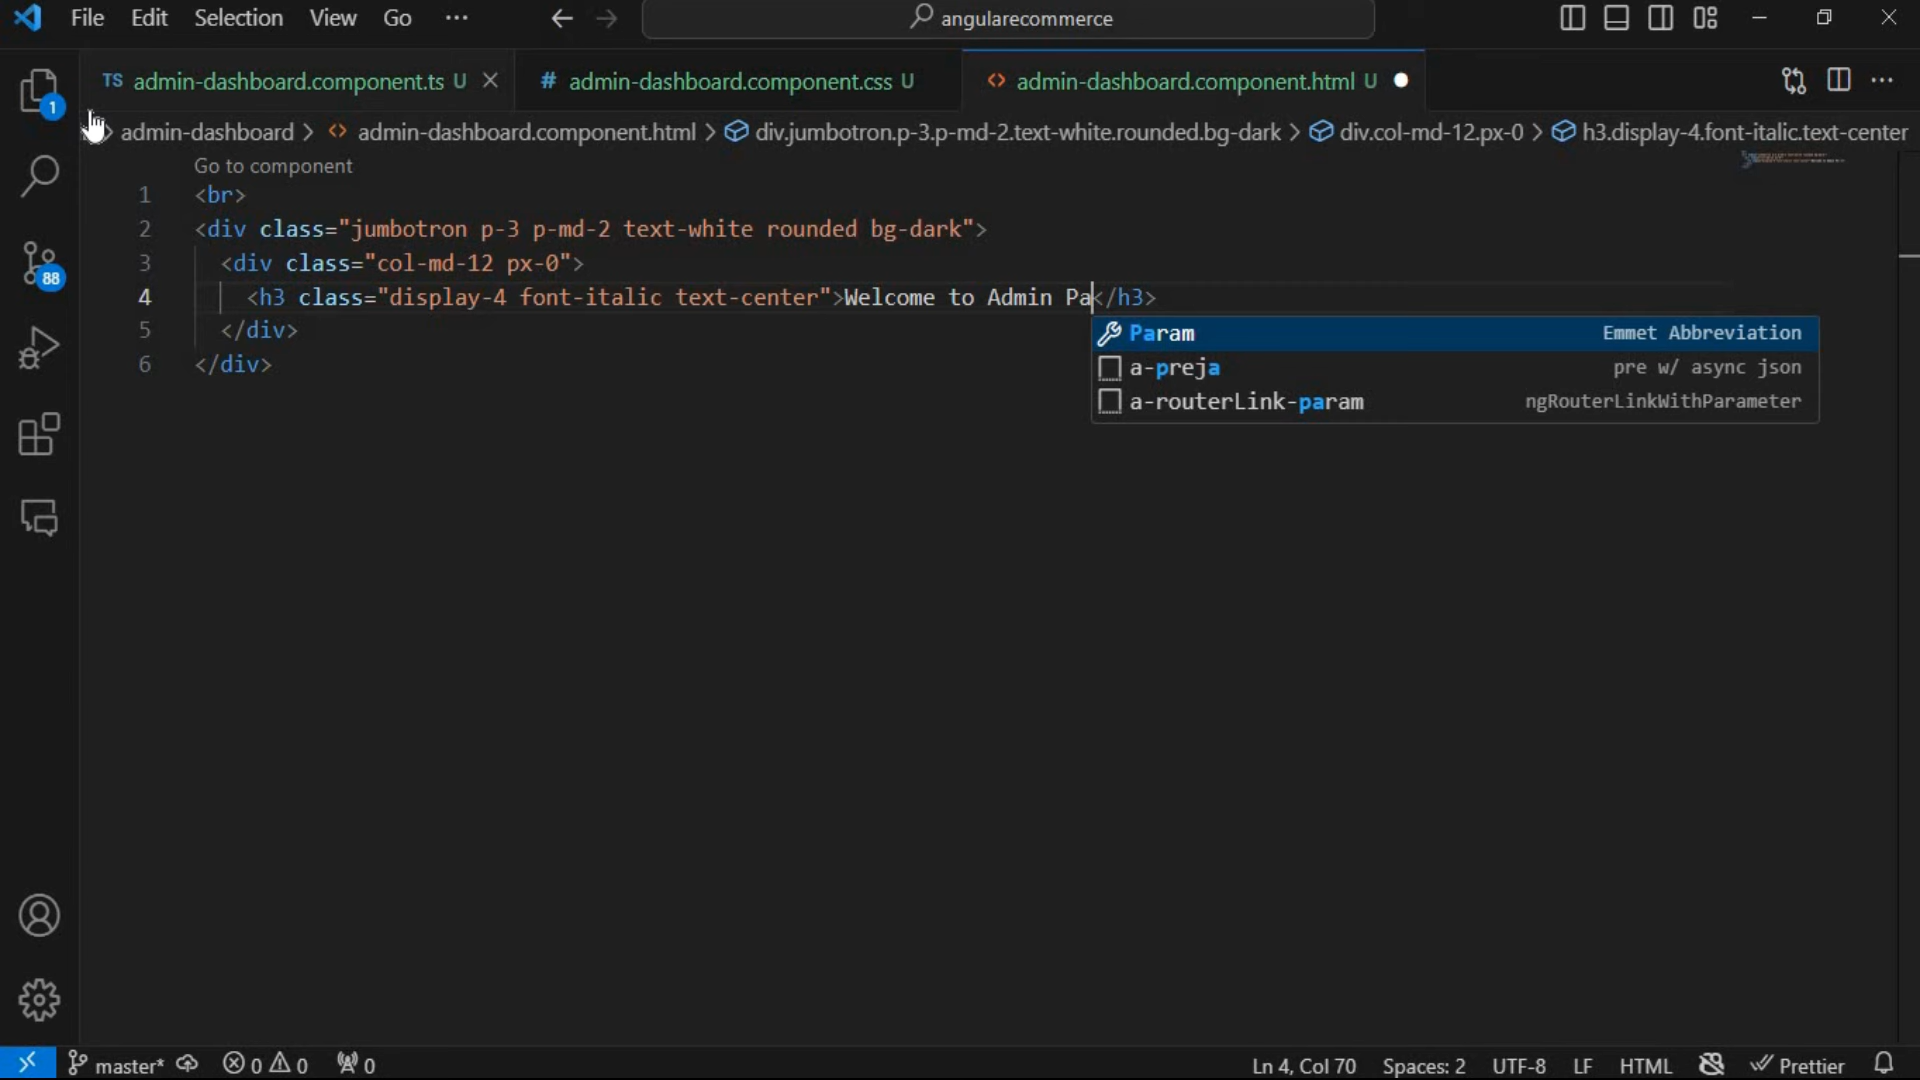 File Edit Selection View Go ··· angularecommerce
TS admin-dashboard.component.ts U # admin-dashboard.component.css U <> admin-dashboard.component.html U
admin-dashboard > <> admin-dashboard.component.html > div.jumbotron.p-3.p-md-2.text-white.rounded.bg-dark > div.col-md-12.px-0 > h3.display-4.font-italic.text-center
1
Go to component
1 <br>
2 <div class="jumbotron p-3 p-md-2 text-white rounded bg-dark">
3 <div class="col-md-12 px-0">
88
4 <h3 class="display-4 font-italic text-center">Welcome to Admin Pa</h3>
5 </div>
6 </div>
Param Emmet Abbreviation
a-preja pre w/ async json
a-routerLink-param ngRouterLinkWithParameter
master* 0 0 0 Ln 4, Col 70 Spaces: 2 UTF-8 LF HTML Prettier